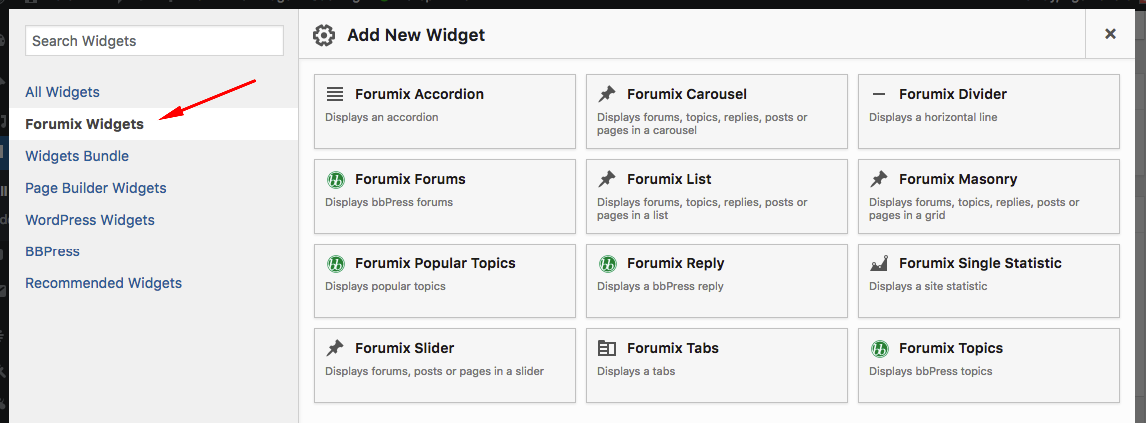 Search Widgets
All Widgets
Forumix Widgets
Widgets Bundle
Page Builder Widgets
WordPress Widgets
BBPress
Recommended Widgets
Add New Widget
Forumix Accordion
Displays an accordion
Forumix Carousel
Displays forums, topics, replies, posts or
pages in a carousel
Forumix Divider
Displays a horizontal line
Forumix Forums
Displays bbPress forums
Forumix List
Displays forums, topics, replies, posts or
pages in a list
Forumix Masonry
Displays forums, topics, replies, posts or
pages in a grid
Forumix Popular Topics
Displays popular topics
Forumix Reply
Displays a bbPress reply
Forumix Single Statistic
Displays a site statistic
Forumix Slider
Displays forums, posts or pages in a slider
Forumix Tabs
Displays a tabs
Forumix Topics
Displays bbPress topics